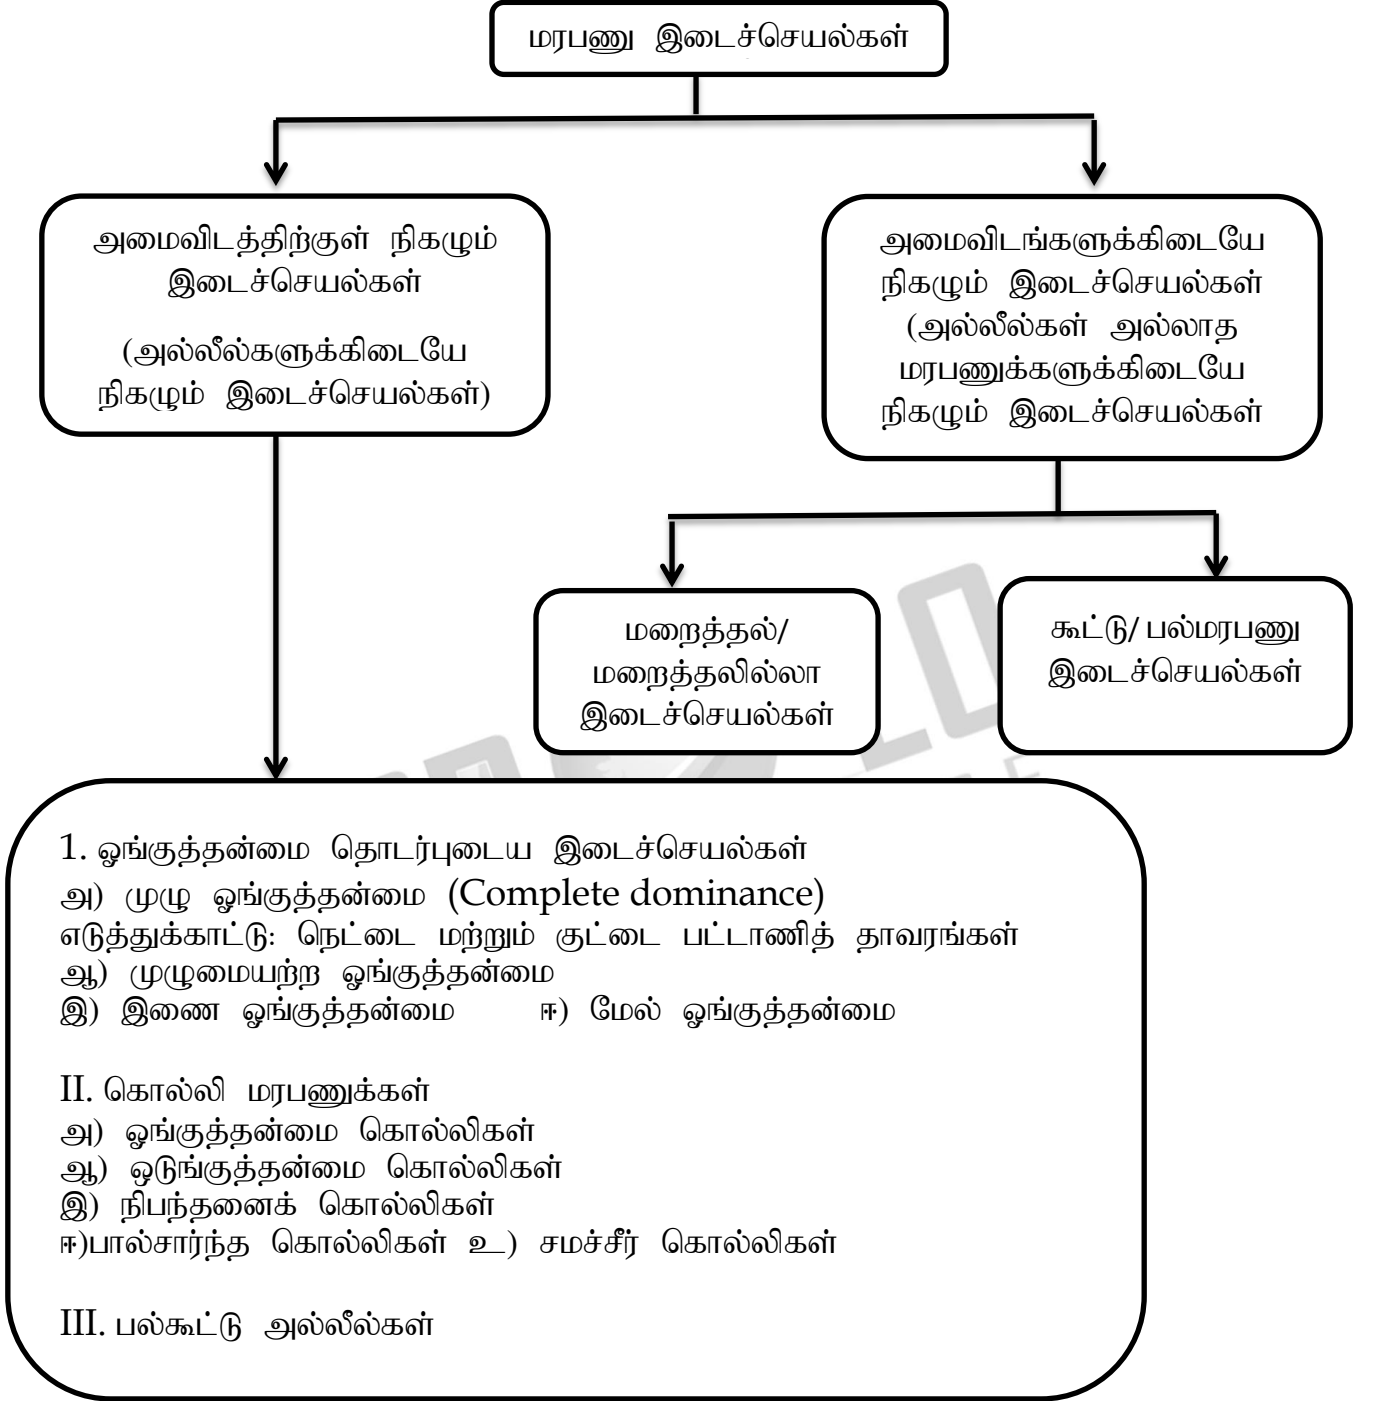 மரபணு இடைச்செயல்கள்
அமைவிடத்திற்குள் நிகழும்
இடைச்செயல்கள்
(அல்லீல்களுக்கிடையே
நிகழும் இடைச்செயல்கள்)
அமைவிடங்களுக்கிடையே
நிகழும் இடைச்செயல்கள்
(அல்லீல்கள் அல்லாத
மரபணுக்களுக்கிடையே
நிகழும் இடைச்செயல்கள்
மறைத்தல்/
மறைத்தலில்லா
இடைச்செயல்கள்
கூட்டு/ பல்மரபணு
இடைச்செயல்கள்
1. ஓங்குத்தன்மை தொடர்புடைய இடைச்செயல்கள்
அ) முழு ஓங்குத்தன்மை (Complete dominance)
எடுத்துக்காட்டு: நெட்டை மற்றும் குட்டை பட்டாணித் தாவரங்கள்
ஆ) முழுமையற்ற ஓங்குத்தன்மை
இ) இணை ஓங்குத்தன்மை ஈ) மேல் ஓங்குத்தன்மை
II. கொல்லி மரபணுக்கள்
அ) ஓங்குத்தன்மை கொல்லிகள்
ஆ) ஒடுங்குத்தன்மை கொல்லிகள்
இ) நிபந்தனைக் கொல்லிகள்
ஈ)பால்சார்ந்த கொல்லிகள் உ) சமச்சீர் கொல்லிகள்
III. பல்கூட்டு அல்லீல்கள்